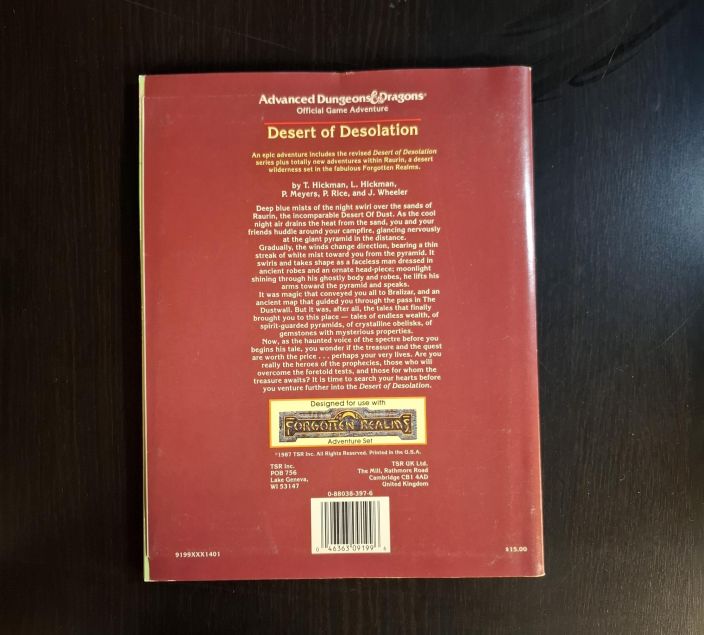 Advanced Dungeons & Dragons®
Official Game Adventure
Desert of Desolation
An epic adventure includes the revised Desert of Desolation
series plus totally new adventures within Raurin, a desert
wilderness set in the fabulous Forgotten Realms.
by T. Hickman, L. Hickman,
P. Meyers, P. Rice, and J. Wheeler
Deep blue mists of the night swirl over the sands of
Raurin, the incomparable Desert Of Dust. As the cool
night air drains the heat from the sand, you and your
friends huddle around your campfire, glancing nervously
at the giant pyramid in the distance.
Gradually, the winds change direction, bearing a thin
streak of white mist toward you from the pyramid. It
swirls and takes shape as a faceless man dressed in
ancient robes and an ornate head-piece; moonlight
shining through his ghostly body and robes, he lifts his
arms toward the pyramid and speaks.
It was magic that conveyed you all to Bralizar, and an
ancient map that guided you through the pass in The
Dustwall. But it was, after all, the tales that finally
brought you to this place — tales of endless wealth, of
spirit-guarded pyramids, of crystalline obelisks, of
gemstones with mysterious properties.
Now, as the haunted voice of the spectre before you
begins his tale, you wonder if the treasure and the quest
are worth the price . . . perhaps your very lives. Are you
really the heroes of the prophecies, those who will
overcome the foretold tests, and those for whom the
treasure awaits? It is time to search your hearts before
you venture further into the Desert of Desolation.
Designed for use with
FORGOTTEN REALMS
Adventure Set
©1987 TSR Inc. All Rights Reserved. Printed in the U.S.A.
TSR Inc.
POB 756
Lake Geneva,
WI 53147
TSR UK Ltd.
The Mill, Rathmore Road
Cambridge CB1 4AD
United Kingdom
0-88038-397-6
0 46363 09199 8
9199XXX1401
$15.00